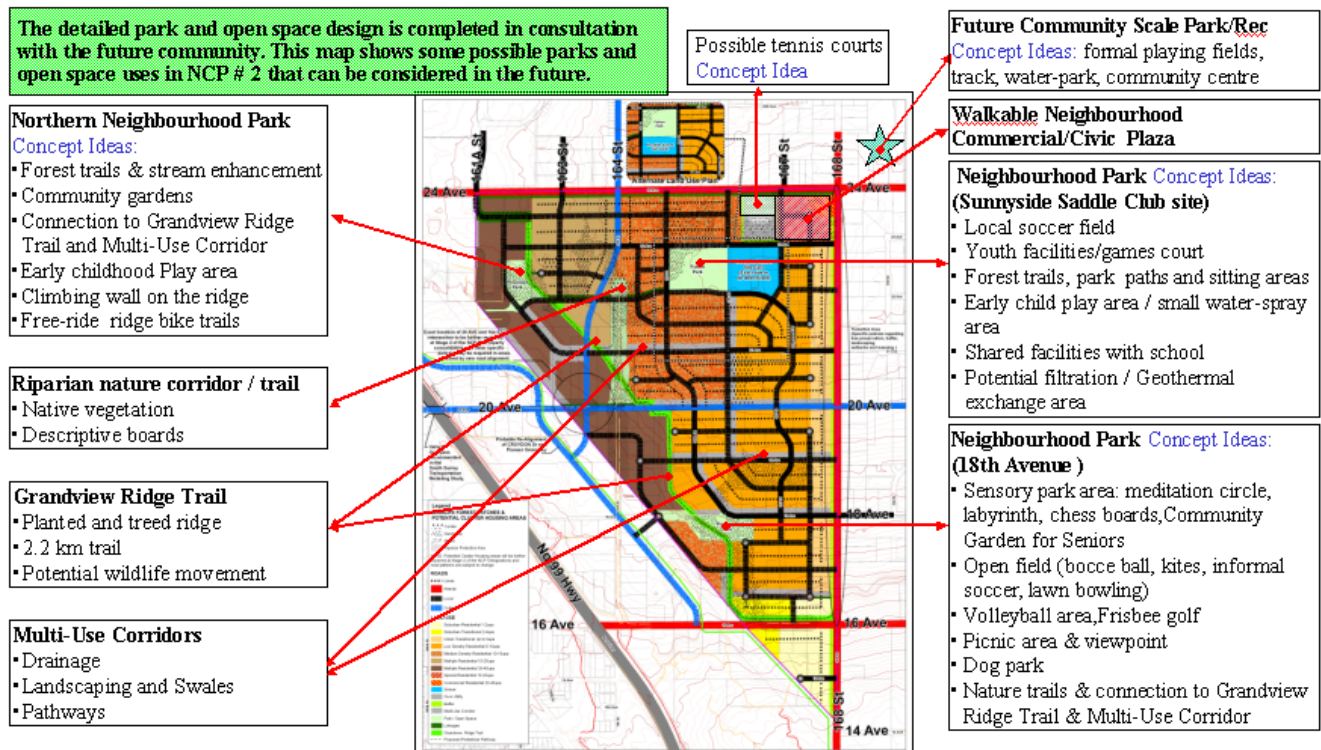 The detailed park and open space design is completed in consultation
with the future community. This map shows some possible parks and
open space uses in NCP # 2 that can be considered in the future.
Northern Neighbourhood Park
Concept Ideas:
▪ Forest trails & stream enhancement
▪ Community gardens
▪ Connection to Grandview Ridge
Trail and Multi-Use Corridor
▪ Early childhood Play area
▪ Climbing wall on the ridge
▪ Free-ride ridge bike trails
Riparian nature corridor / trail
▪ Native vegetation
▪ Descriptive boards
Grandview Ridge Trail
▪ Planted and treed ridge
▪ 2.2 km trail
▪ Potential wildlife movement
Multi-Use Corridors
▪ Drainage
▪ Landscaping and Swales
▪ Pathways
Possible tennis courts
Concept Idea
Alternate Land Use Plan
161A St
163 St
164 St
168 St
24 Ave
24 Ave
20 Ave
20 Ave
18 Ave
16 Ave
16 Ave
14 Ave
168 St
No 99 Hwy
Legend
ROADS
Future Community Scale Park/Rec
Concept Ideas: formal playing fields,
track, water-park, community centre
Walkable Neighbourhood
Commercial/Civic Plaza
Neighbourhood Park Concept Ideas:
(Sunnyside Saddle Club site)
▪ Local soccer field
▪ Youth facilities/games court
▪ Forest trails, park paths and sitting areas
▪ Early child play area / small water-spray
area
▪ Shared facilities with school
▪ Potential filtration / Geothermal
exchange area
Neighbourhood Park Concept Ideas:
(18th Avenue )
▪ Sensory park area: meditation circle,
labyrinth, chess boards,Community
Garden for Seniors
▪ Open field (bocce ball, kites, informal
soccer, lawn bowling)
▪ Volleyball area,Frisbee golf
▪ Picnic area & viewpoint
▪ Dog park
▪ Nature trails & connection to Grandview
Ridge Trail & Multi-Use Corridor